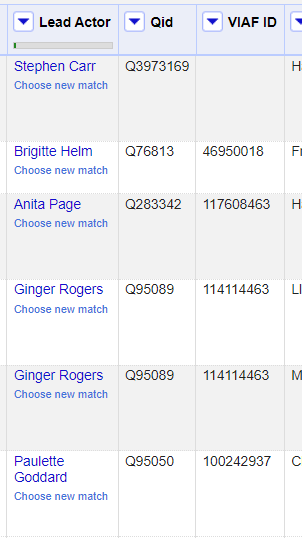 Lead Actor Qid VIAF ID
Stephen Carr Q3973169
Choose new match
Brigitte Helm Q76813 46950018
Choose new match
Anita Page Q283342 117608463
Choose new match
Ginger Rogers Q95089 114114463
Choose new match
Ginger Rogers Q95089 114114463
Choose new match
Paulette Q95050 100242937
Goddard
Choose new match